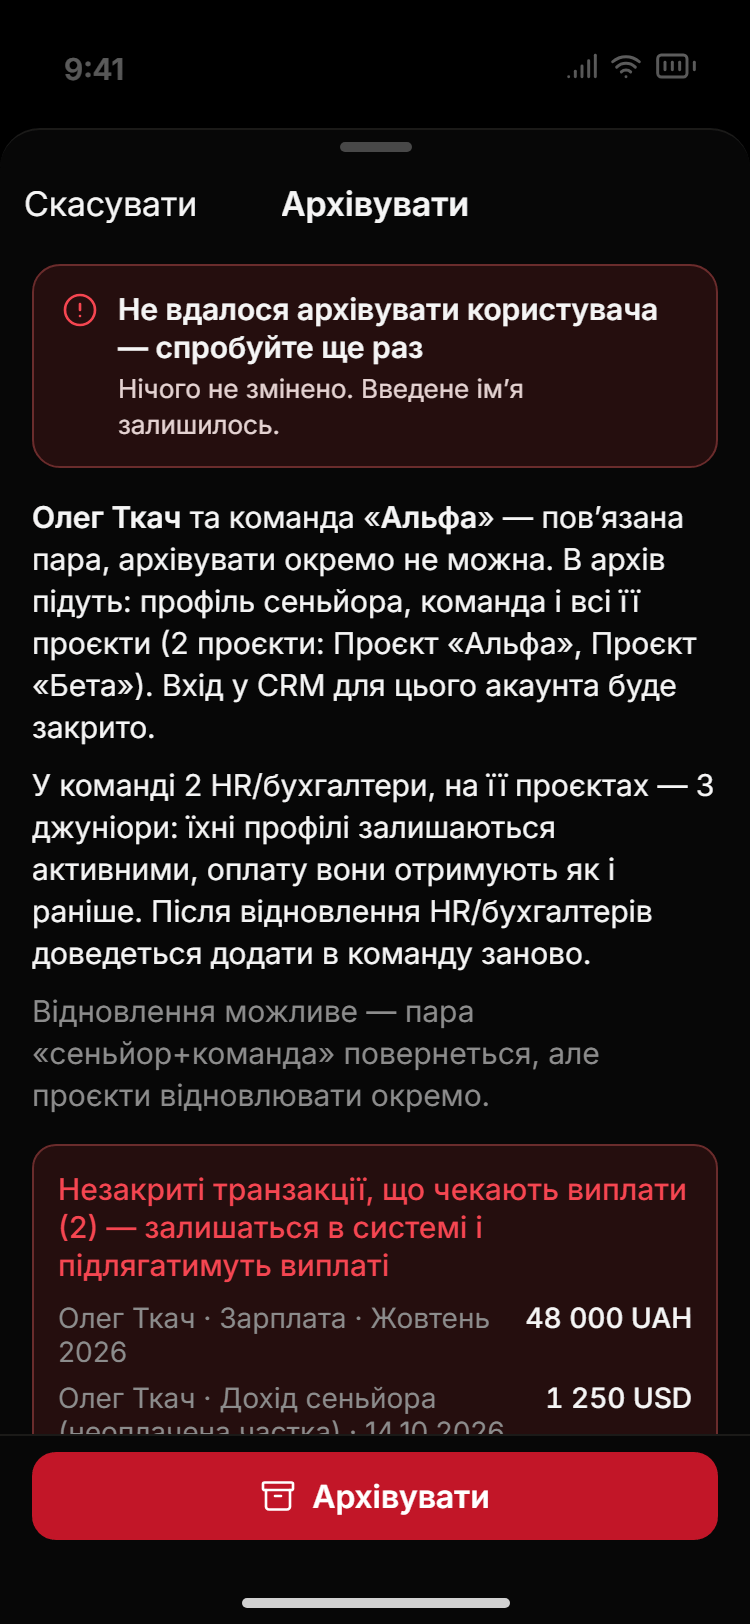 9:41
Скасувати
Архівувати
Не вдалося архівувати користувача
— спробуйте ще раз
Нічого не змінено. Введене ім’я
залишилось.
Олег Ткач та команда «Альфа» — пов’язана
пара, архівувати окремо не можна. В архів
підуть: профіль сеньйора, команда і всі її
проєкти (2 проєкти: Проєкт «Альфа», Проєкт
«Бета»). Вхід у CRM для цього акаунта буде
закрито.
У команді 2 HR/бухгалтери, на її проєктах — 3
джуніори: їхні профілі залишаються
активними, оплату вони отримують як і
раніше. Після відновлення HR/бухгалтерів
доведеться додати в команду заново.
Відновлення можливе — пара
«сеньйор+команда» повернеться, але
проєкти відновлювати окремо.
Незакриті транзакції, що чекають виплати
(2) — залишаться в системі і
підлягатимуть виплаті
Олег Ткач · Зарплата · Жовтень 48 000 UAH
2026
Олег Ткач · Дохід сеньйора 1 250 USD
(неоплачена частка) · 14.10.2026
Архівувати